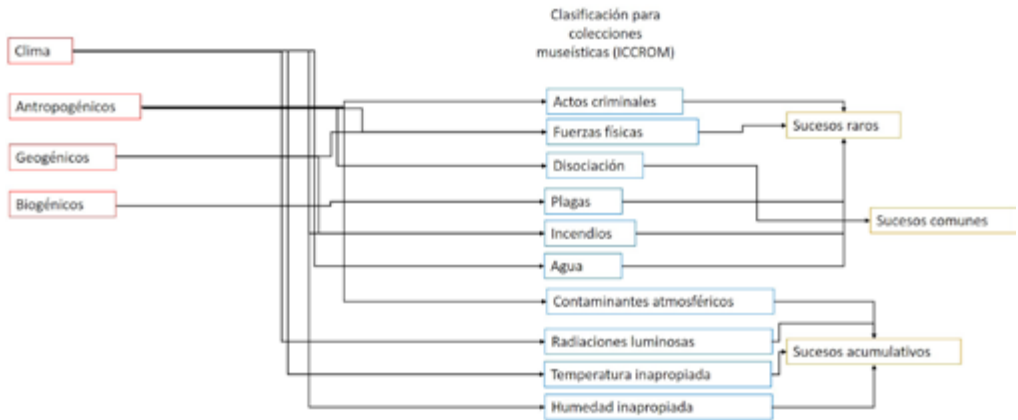 Clasificación para
colecciones
museísticas (ICCROM)
Clima
Antropogénicos
Geogénicos
Biogénicos
Actos criminales
Fuerzas físicas
Disociación
Plagas
Incendios
Agua
Contaminantes atmosféricos
Radiaciones luminosas
Temperatura inapropiada
Humedad inapropiada
Sucesos raros
Sucesos comunes
Sucesos acumulativos